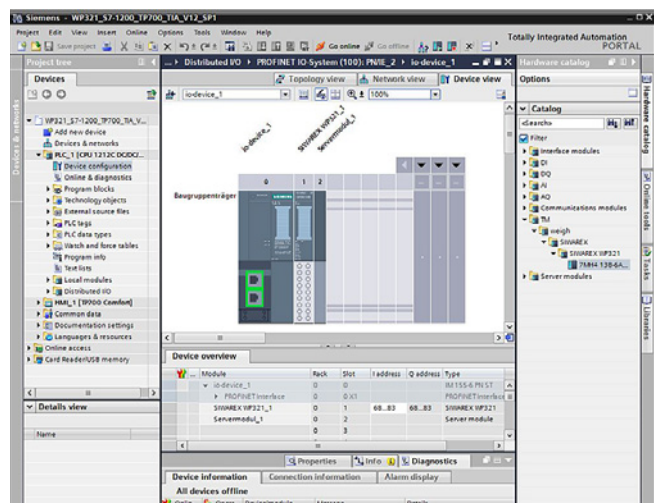 Siemens - WP321_S7-1200_TP700_TIA_V12_SP1
Project Edit View Insert Online Options Tools Window Help
Totally Integrated Automation
PORTAL
Save project
Go online
Go offline
Project tree
Devices
Devices & networks
WP321_S7-1200_TP700_TIA_V...
Add new device
Devices & networks
PLC_1 [CPU 1212C DC/DC/...
Device configuration
Online & diagnostics
Program blocks
Technology objects
External source files
PLC tags
PLC data types
Watch and force tables
Program info
Text lists
Local modules
Distributed I/O
HMI_1 [TP700 Comfort]
Common data
Documentation settings
Languages & resources
Online access
Card Reader/USB memory
Details view
Name
... Distributed I/O PROFINET IO-System (100): PN/IE_2 io-device_1
Topology view
Network view
Device view
io-device_1
100%
io-device_1
SIWAREX WP321_1
Servermodul_1
0 1 2
Baugruppenträger
Device overview
... Module Rack Slot I address Q address Type
io-device_1 0 0 IM 155-6 PN ST
PROFINET interface 0 0 X1 PROFINET interface
SIWAREX WP321_1 0 1 68...83 68...83 SIWAREX WP321
Servermodul_1 0 2 Server module
0 3
Properties
Info
Diagnostics
Device information
Connection information
Alarm display
All devices offline
Hardware catalog
Options
Catalog
<Search>
Filter
Interface modules
DI
DQ
AI
AQ
Communications modules
TM
weigh
SIWAREX
SIWAREX WP321
7MH4 138-6A...
Server modules
Hardware catalog
Online tools
Tasks
Libraries